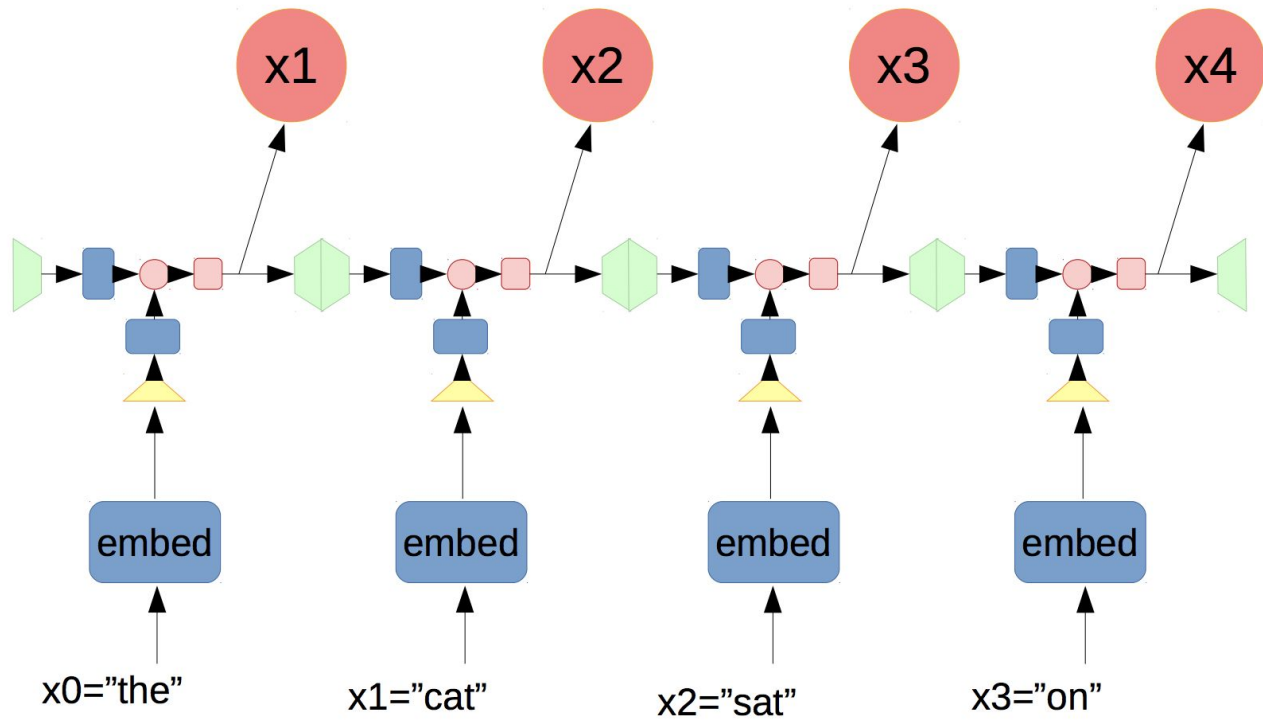 x1 x2 x3 x4
embed embed embed embed
x0=”the” x1=”cat” x2=”sat” x3=”on”